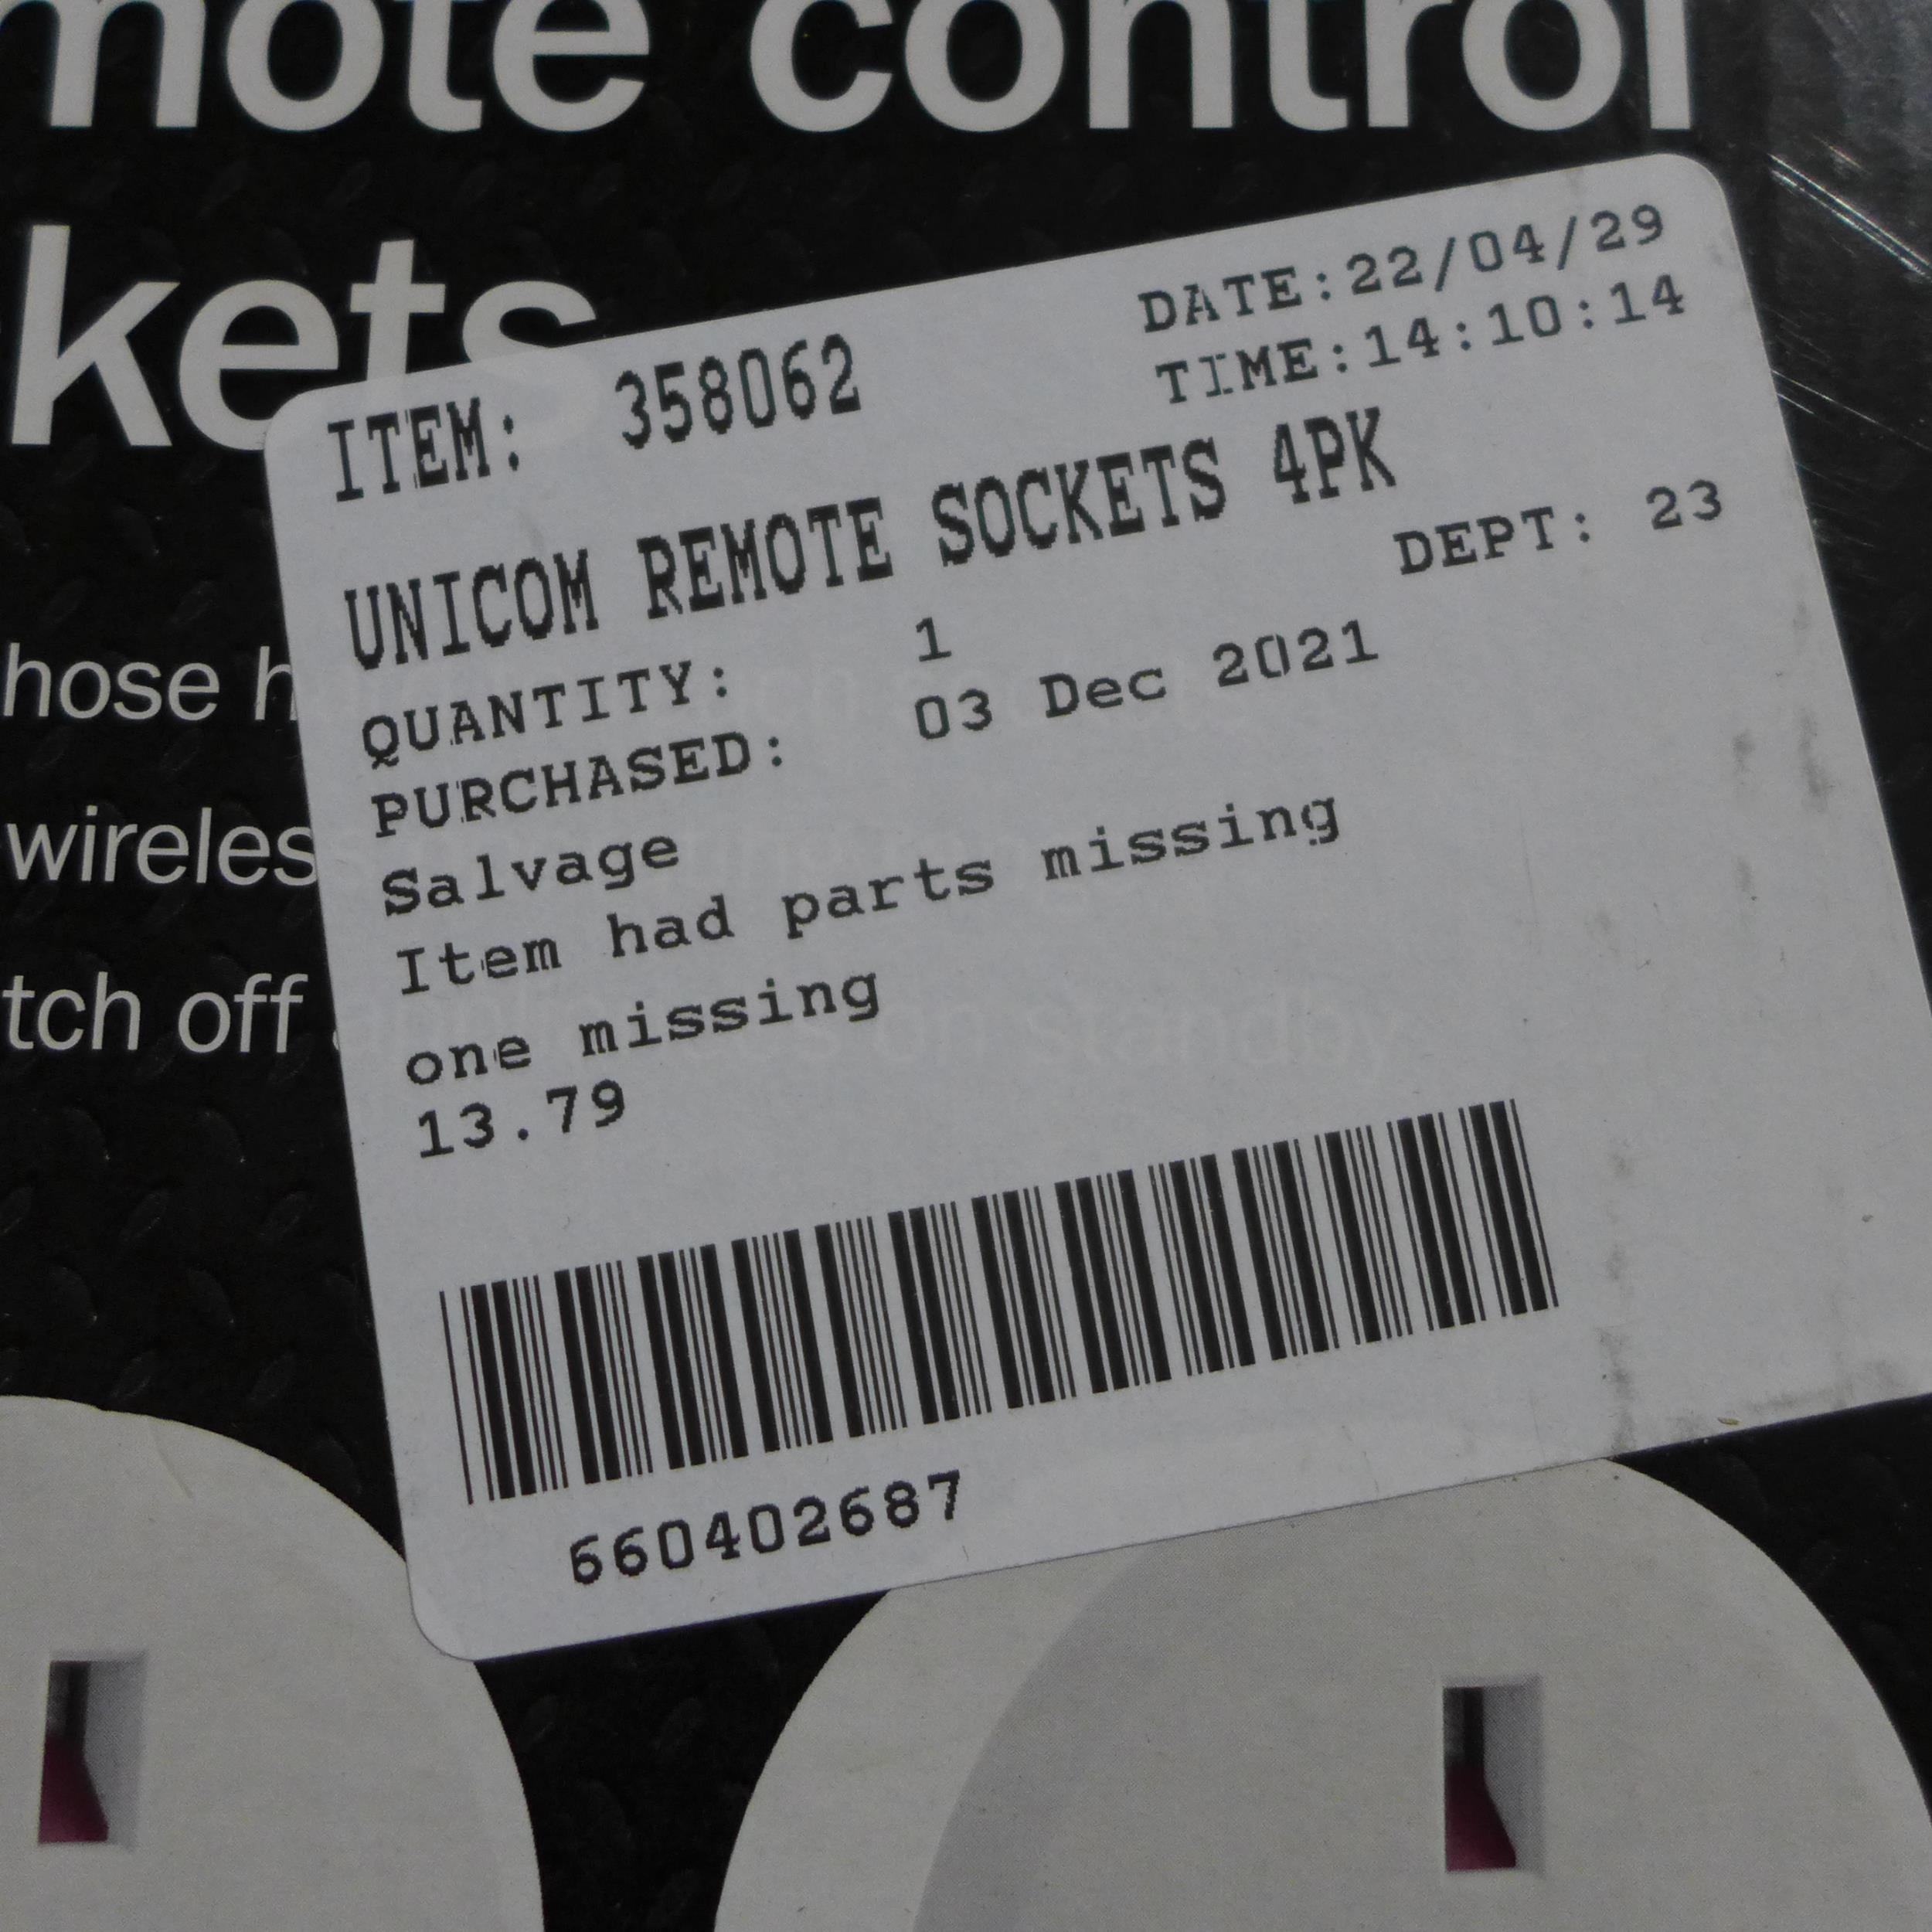 mote control
kets
ITEM: 358062
DATE:22/04/29
TIME:14:10:14
UNICOM REMOTE SOCKETS 4PK
DEPT: 23
QUANTITY: 1
PURCHASED: 03 Dec 2021
Salvage
Item had parts missing
one missing
13.79
660402687
hose h
wireles
tch off